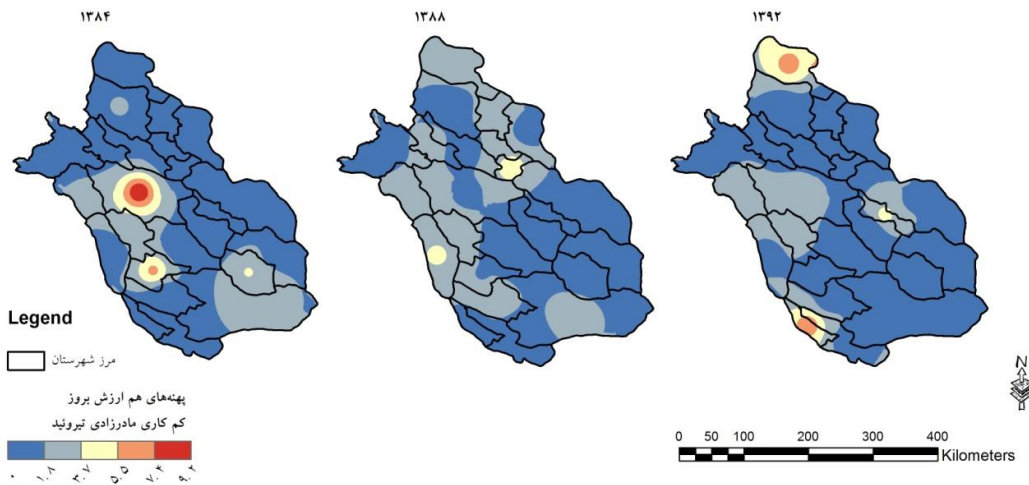 ۱۳۸۴ ۱۳۸۸ ۱۳۹۲
Legend
مرز شهرستان
پهنه‌های هم ارزش بروز
کم کاری مادرزادی تیروئید
۰ ۱.۸ ۳.۷ ۵.۵ ۷.۴ ۹.۲
N
0 50 100 200 300 400
Kilometers